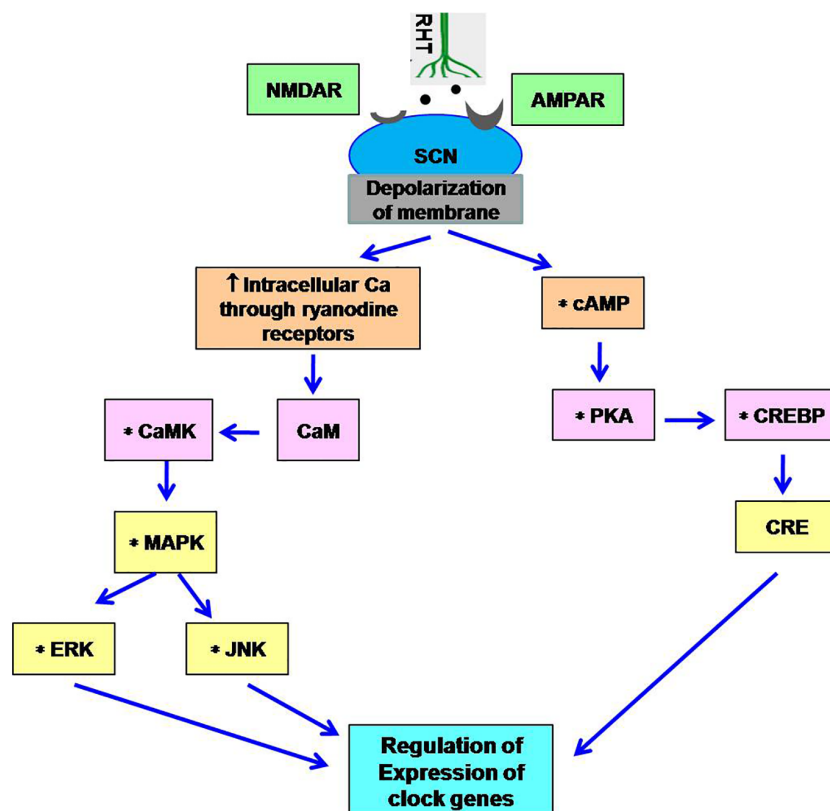 RHT
NMDAR
AMPAR
SCN
Depolarization
of membrane
↑Intracellular Ca
through ryanodine
receptors
* cAMP
* CaMK
CaM
* PKA
* CREBP
* MAPK
CRE
* ERK
* JNK
Regulation of
Expression of
clock genes